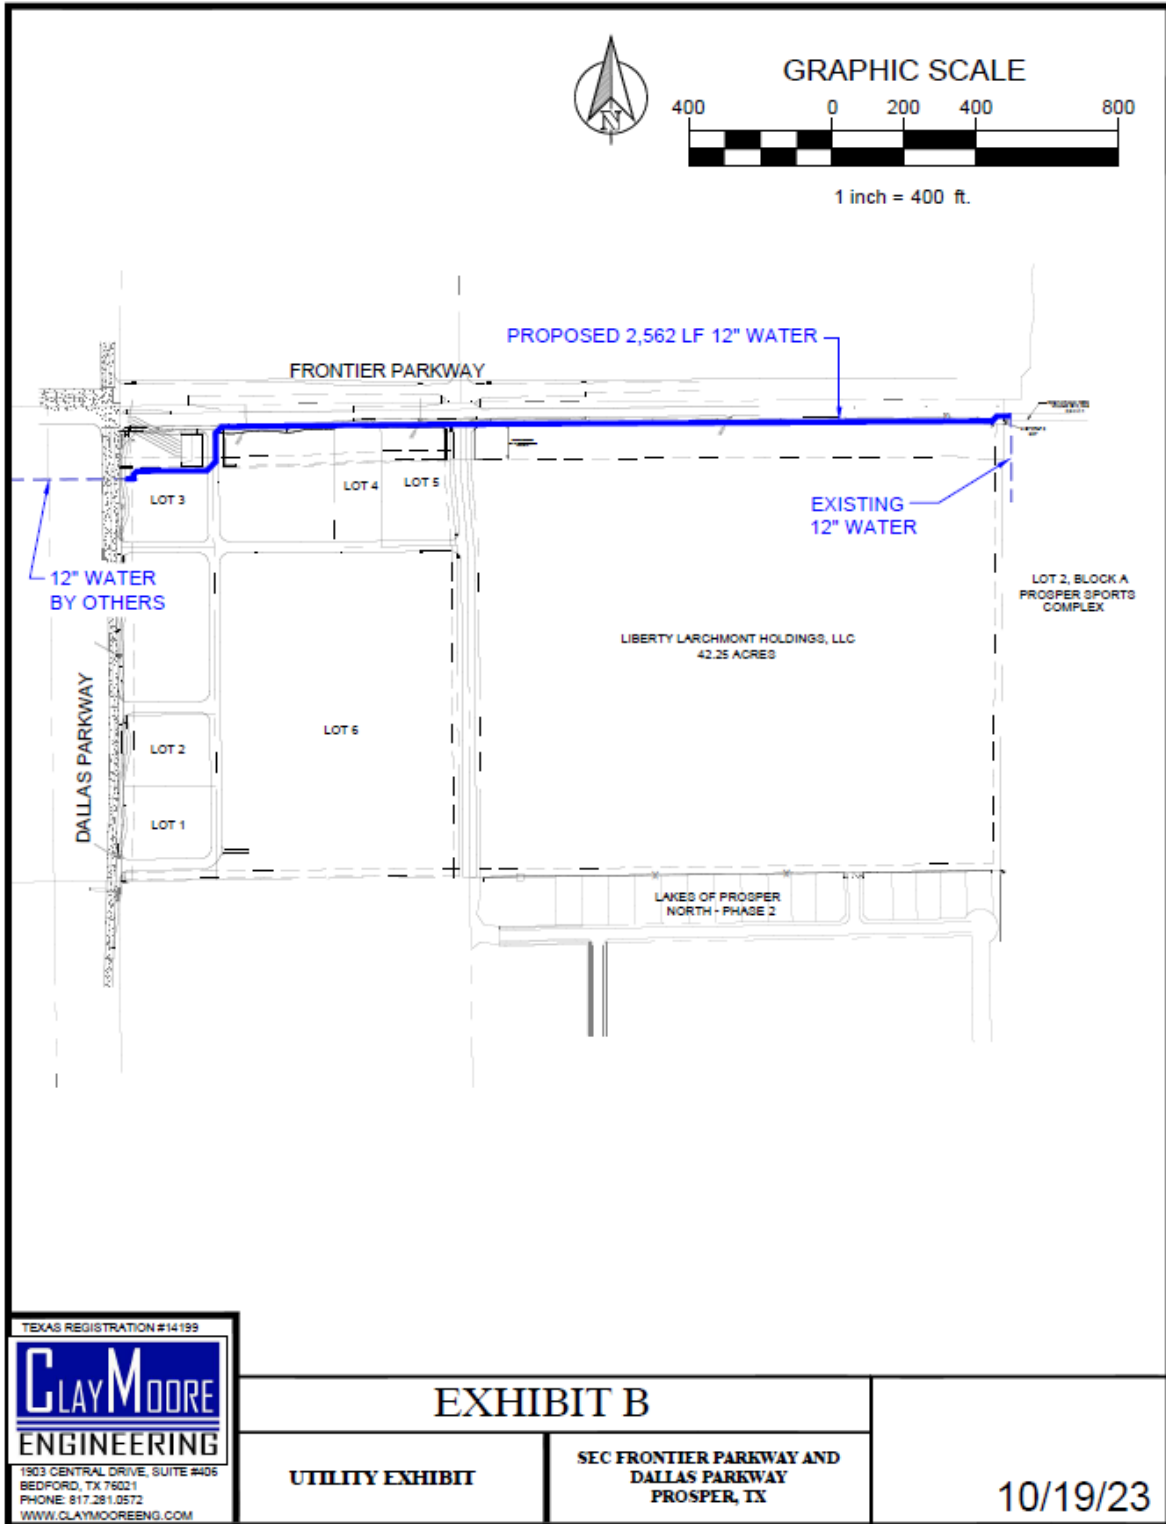 GRAPHIC SCALE
400 0 200 400 800
1 inch = 400 ft.
N
PROPOSED 2,562 LF 12" WATER
FRONTIER PARKWAY
LOT 3
LOT 4
LOT 5
EXISTING
12" WATER
12" WATER
BY OTHERS
LOT 2, BLOCK A
PROSPER SPORTS
COMPLEX
LIBERTY LARCHMONT HOLDINGS, LLC
42.25 ACRES
DALLAS PARKWAY
LOT 6
LOT 2
LOT 1
LAKES OF PROSPER
NORTH - PHASE 2
TEXAS REGISTRATION #14199
CLAYMOORE
ENGINEERING
1903 CENTRAL DRIVE, SUITE #406
BEDFORD, TX 76021
PHONE: 817.281.0572
WWW.CLAYMOOREENG.COM
EXHIBIT B
UTILITY EXHIBIT
SEC FRONTIER PARKWAY AND
DALLAS PARKWAY
PROSPER, TX
10/19/23